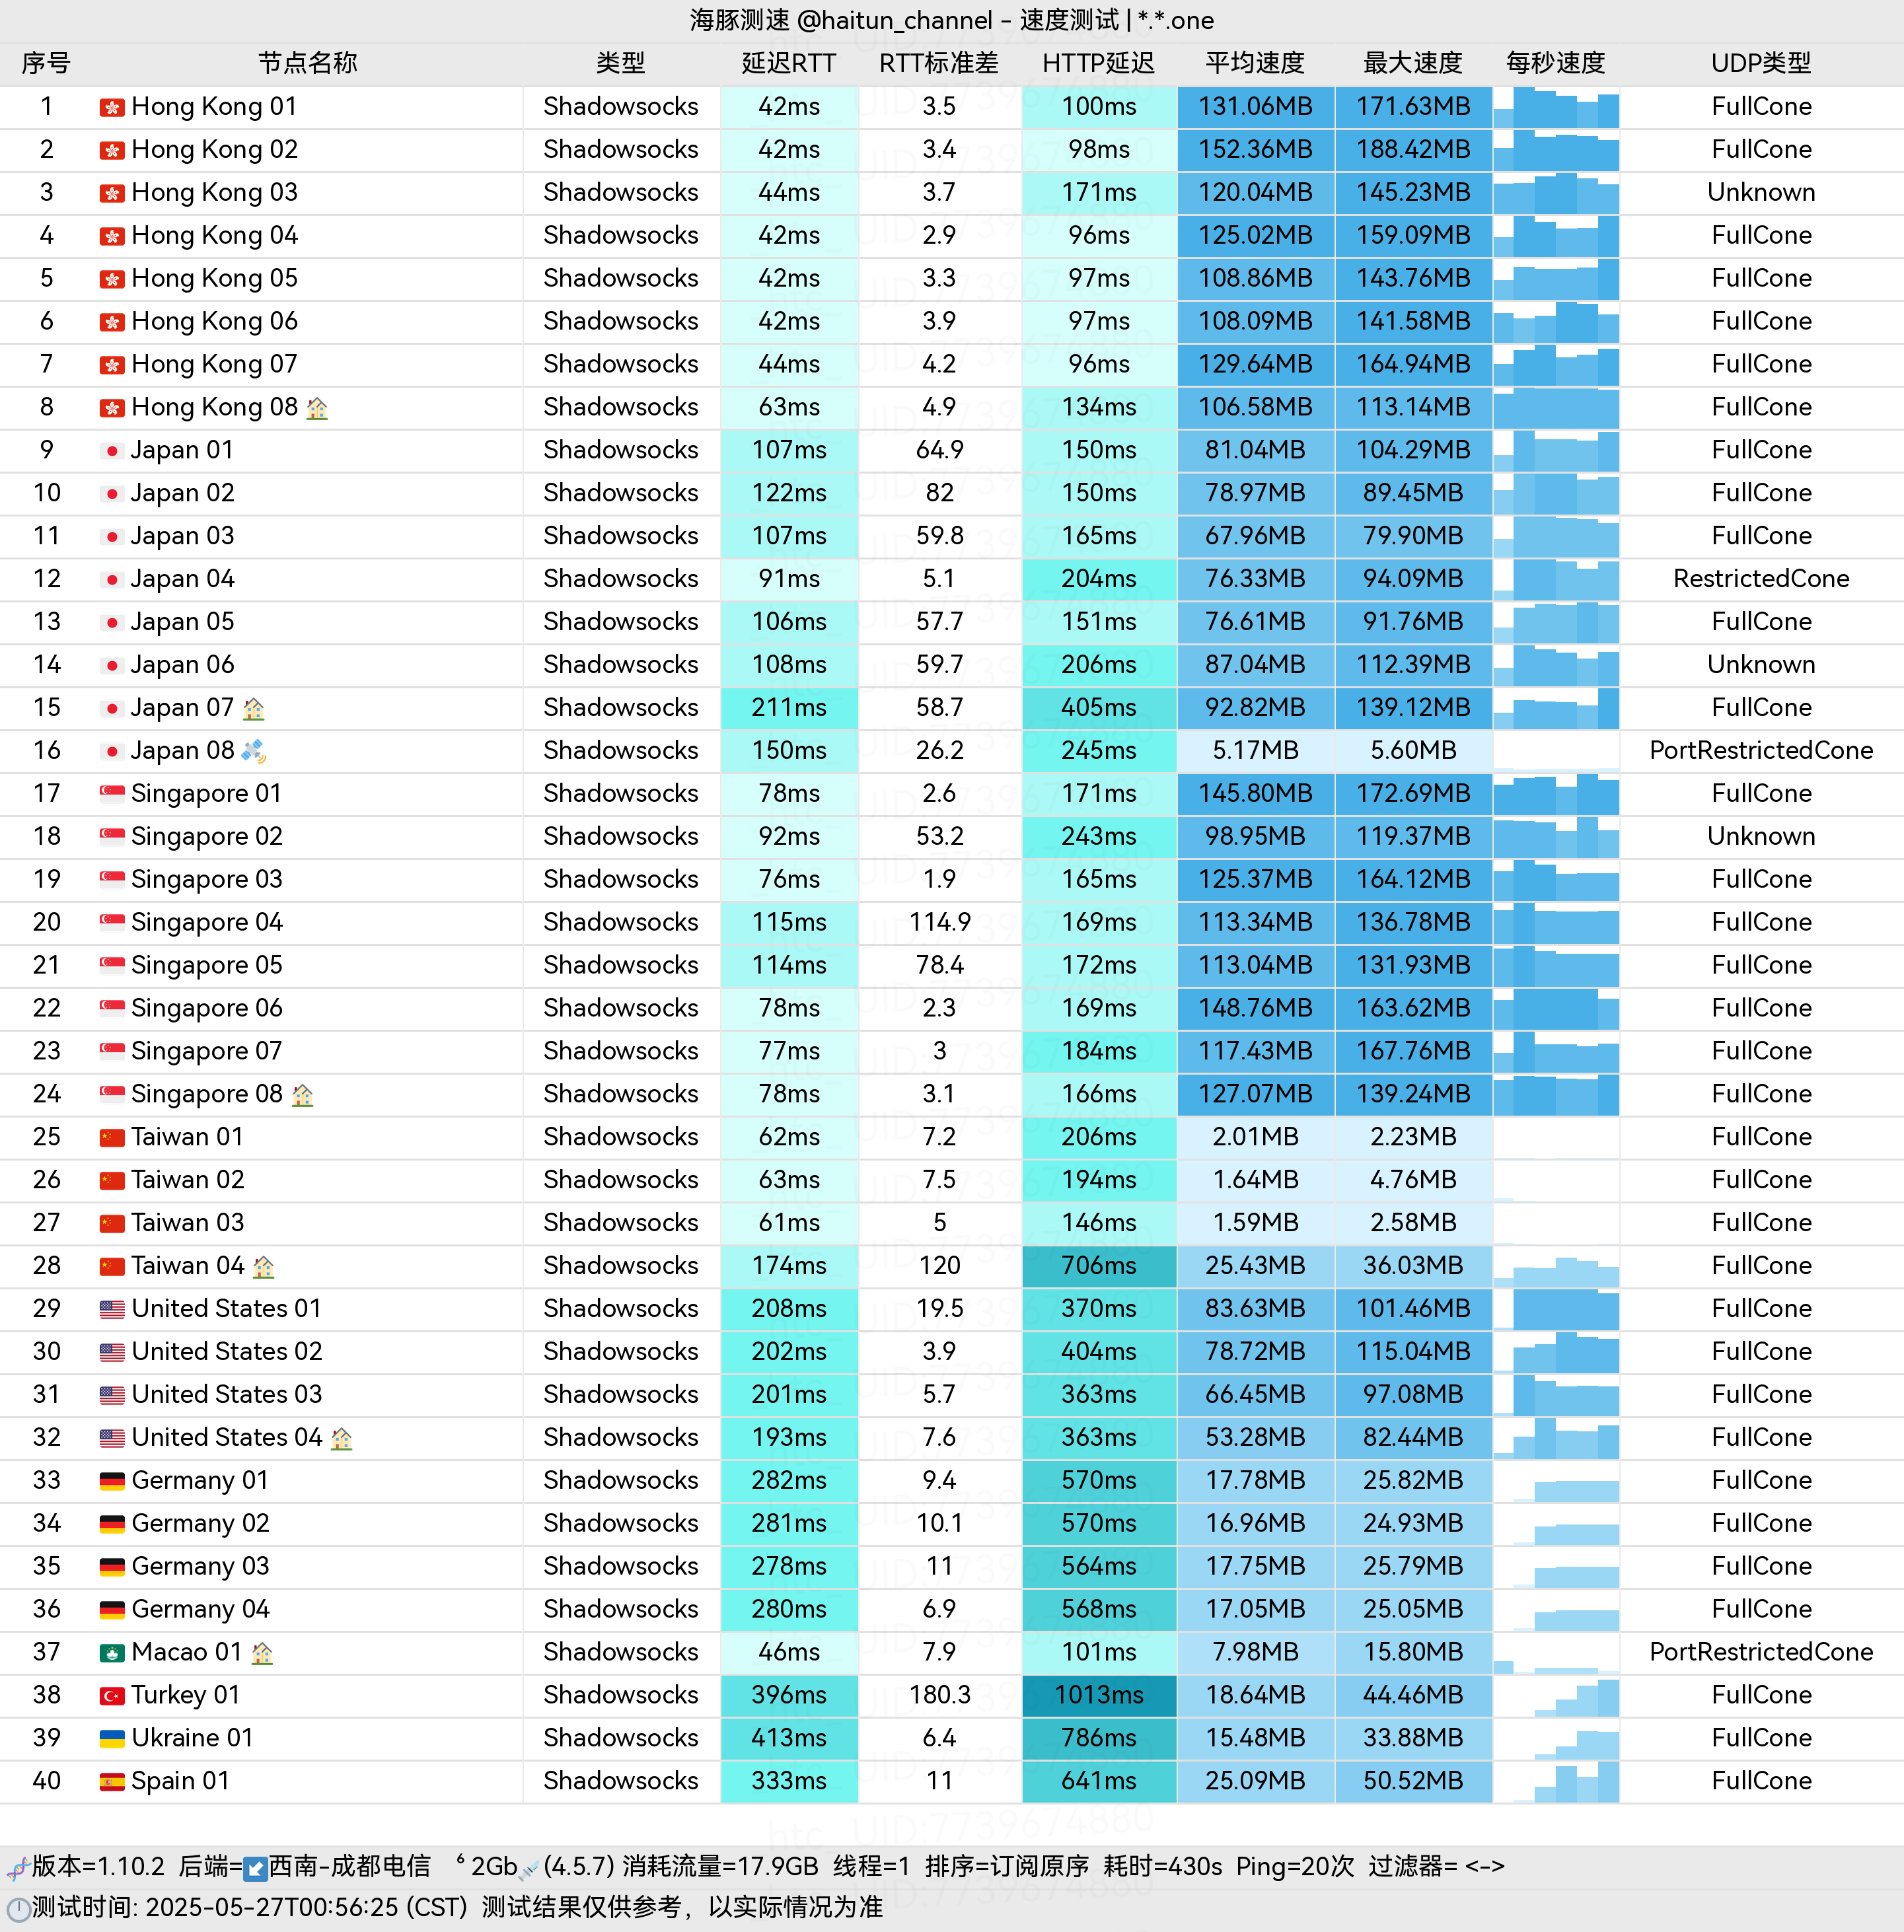 海豚测速 @haitun_channel - 速度测试 | *.*.one
序号 节点名称 类型 延迟RTT RTT标准差 HTTP延迟 平均速度 最大速度 每秒速度 UDP类型
1 Hong Kong 01 Shadowsocks 42ms 3.5 100ms 131.06MB 171.63MB FullCone
2 Hong Kong 02 Shadowsocks 42ms 3.4 98ms 152.36MB 188.42MB FullCone
3 Hong Kong 03 Shadowsocks 44ms 3.7 171ms 120.04MB 145.23MB Unknown
4 Hong Kong 04 Shadowsocks 42ms 2.9 96ms 125.02MB 159.09MB FullCone
5 Hong Kong 05 Shadowsocks 42ms 3.3 97ms 108.86MB 143.76MB FullCone
6 Hong Kong 06 Shadowsocks 42ms 3.9 97ms 108.09MB 141.58MB FullCone
7 Hong Kong 07 Shadowsocks 44ms 4.2 96ms 129.64MB 164.94MB FullCone
8 Hong Kong 08 🏠 Shadowsocks 63ms 4.9 134ms 106.58MB 113.14MB FullCone
9 Japan 01 Shadowsocks 107ms 64.9 150ms 81.04MB 104.29MB FullCone
10 Japan 02 Shadowsocks 122ms 82 150ms 78.97MB 89.45MB FullCone
11 Japan 03 Shadowsocks 107ms 59.8 165ms 67.96MB 79.90MB FullCone
12 Japan 04 Shadowsocks 91ms 5.1 204ms 76.33MB 94.09MB RestrictedCone
13 Japan 05 Shadowsocks 106ms 57.7 151ms 76.61MB 91.76MB FullCone
14 Japan 06 Shadowsocks 108ms 59.7 206ms 87.04MB 112.39MB Unknown
15 Japan 07 🏠 Shadowsocks 211ms 58.7 405ms 92.82MB 139.12MB FullCone
16 Japan 08 🛰️ Shadowsocks 150ms 26.2 245ms 5.17MB 5.60MB PortRestrictedCone
17 Singapore 01 Shadowsocks 78ms 2.6 171ms 145.80MB 172.69MB FullCone
18 Singapore 02 Shadowsocks 92ms 53.2 243ms 98.95MB 119.37MB Unknown
19 Singapore 03 Shadowsocks 76ms 1.9 165ms 125.37MB 164.12MB FullCone
20 Singapore 04 Shadowsocks 115ms 114.9 169ms 113.34MB 136.78MB FullCone
21 Singapore 05 Shadowsocks 114ms 78.4 172ms 113.04MB 131.93MB FullCone
22 Singapore 06 Shadowsocks 78ms 2.3 169ms 148.76MB 163.62MB FullCone
23 Singapore 07 Shadowsocks 77ms 3 184ms 117.43MB 167.76MB FullCone
24 Singapore 08 🏠 Shadowsocks 78ms 3.1 166ms 127.07MB 139.24MB FullCone
25 Taiwan 01 Shadowsocks 62ms 7.2 206ms 2.01MB 2.23MB FullCone
26 Taiwan 02 Shadowsocks 63ms 7.5 194ms 1.64MB 4.76MB FullCone
27 Taiwan 03 Shadowsocks 61ms 5 146ms 1.59MB 2.58MB FullCone
28 Taiwan 04 🏠 Shadowsocks 174ms 120 706ms 25.43MB 36.03MB FullCone
29 United States 01 Shadowsocks 208ms 19.5 370ms 83.63MB 101.46MB FullCone
30 United States 02 Shadowsocks 202ms 3.9 404ms 78.72MB 115.04MB FullCone
31 United States 03 Shadowsocks 201ms 5.7 363ms 66.45MB 97.08MB FullCone
32 United States 04 🏠 Shadowsocks 193ms 7.6 363ms 53.28MB 82.44MB FullCone
33 Germany 01 Shadowsocks 282ms 9.4 570ms 17.78MB 25.82MB FullCone
34 Germany 02 Shadowsocks 281ms 10.1 570ms 16.96MB 24.93MB FullCone
35 Germany 03 Shadowsocks 278ms 11 564ms 17.75MB 25.79MB FullCone
36 Germany 04 Shadowsocks 280ms 6.9 568ms 17.05MB 25.05MB FullCone
37 Macao 01 🏠 Shadowsocks 46ms 7.9 101ms 7.98MB 15.80MB PortRestrictedCone
38 Turkey 01 Shadowsocks 396ms 180.3 1013ms 18.64MB 44.46MB FullCone
39 Ukraine 01 Shadowsocks 413ms 6.4 786ms 15.48MB 33.88MB FullCone
40 Spain 01 Shadowsocks 333ms 11 641ms 25.09MB 50.52MB FullCone
htc UID:7739674880
🧬版本=1.10.2 后端=↙️西南-成都电信 ⁶ 2Gb💉(4.5.7) 消耗流量=17.9GB 线程=1 排序=订阅原序 耗时=430s Ping=20次 过滤器= <->
🕛测试时间: 2025-05-27T00:56:25 (CST) 测试结果仅供参考，以实际情况为准